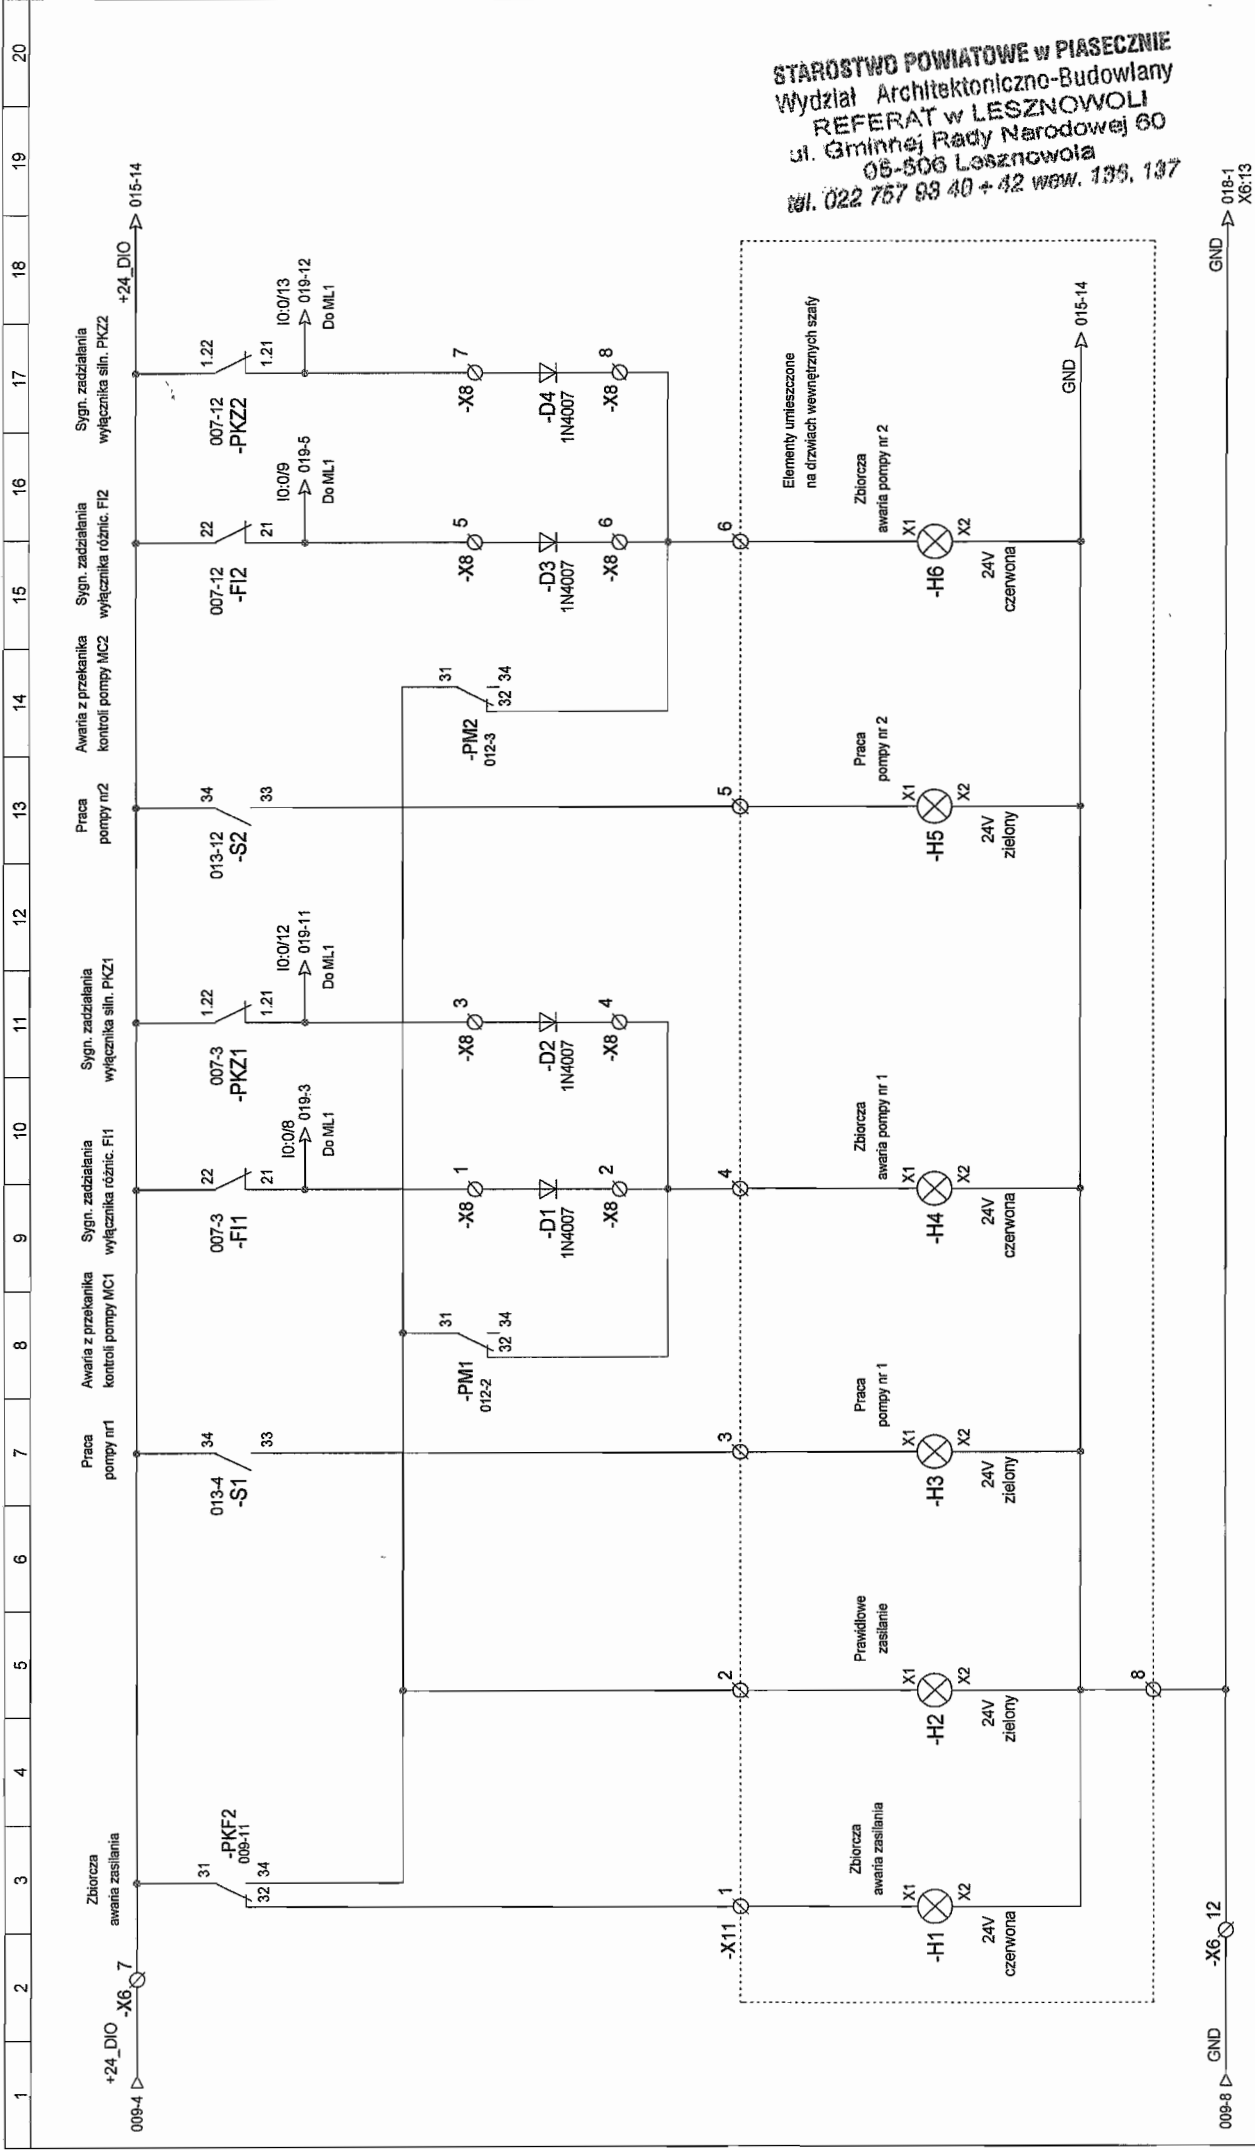 1
2
3
4
5
6
7
8
9
10
11
12
13
14
15
16
17
18
19
20
STAROSTWO POWIATOWE w PIASECZNIE
Wydział Architektoniczno-Budowlany
REFERAT w LESZNOWOLI
ul. Gminnej Rady Narodowej 60
05-506 Lesznowola
tel. 022 757 93 40 ÷ 42 wew. 136, 137
Zbiorcza
awaria zasilania
Praca
pompy nr1
Awaria z przekanika
kontroli pompy MC1
Sygn. zadziałania
wyłącznika różnic. FI1
Sygn. zadziałania
wyłącznika siln. PKZ1
Praca
pompy nr2
Awaria z przekanika
kontroli pompy MC2
Sygn. zadziałania
wyłącznika różnic. FI2
Sygn. zadziałania
wyłącznika siln. PKZ2
009-4
+24_DIO
-X6
7
+24_DIO
015-14
31
32
34
-PKF2
009-11
013-4
-S1
34
33
007-3
-FI1
22
21
I0:0/8
019-3
Do ML1
007-3
-PKZ1
1.22
1.21
I0:0/12
019-11
Do ML1
013-12
-S2
34
33
007-12
-FI2
22
21
I0:0/9
019-5
Do ML1
007-12
-PKZ2
1.22
1.21
I0:0/13
019-12
Do ML1
-PM1
012-2
31
32
34
-X8
1
-D1
1N4007
-X8
2
-X8
3
-D2
1N4007
-X8
4
-PM2
012-3
31
32
34
-X8
5
-D3
1N4007
-X8
6
-X8
7
-D4
1N4007
-X8
8
-X11
1
2
3
4
5
6
Elementy umieszczone
na drzwiach wewnętrznych szafy
Zbiorcza
awaria zasilania
-H1
X1
X2
24V
czerwona
Prawidłowe
zasilanie
-H2
X1
X2
24V
zielony
Praca
pompy nr 1
-H3
X1
X2
24V
zielony
Zbiorcza
awaria pompy nr 1
-H4
X1
X2
24V
czerwona
Praca
pompy nr 2
-H5
X1
X2
24V
zielony
Zbiorcza
awaria pompy nr 2
-H6
X1
X2
24V
czerwona
GND
015-14
8
009-8
GND
-X6
12
GND
018-1
X6:13